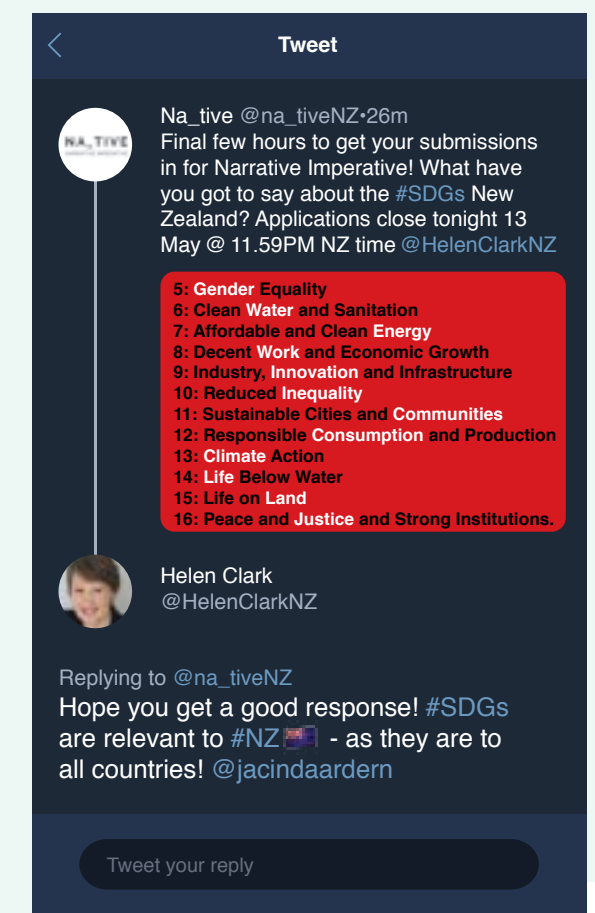 Tweet
Na_tive @na_tiveNZ•26m
NA_TIVE
Final few hours to get your submissions
in for Narrative Imperative! What have
you got to say about the #SDGs New
Zealand? Applications close tonight 13
May @ 11.59PM NZ time @HelenClarkNZ
5: Gender Equality
6: Clean Water and Sanitation
7: Affordable and Clean Energy
8: Decent Work and Economic Growth
9: Industry, Innovation and Infrastructure
10: Reduced Inequality
11: Sustainable Cities and Communities
12: Responsible Consumption and Production
13: Climate Action
14: Life Below Water
15: Life on Land
16: Peace and Justice and Strong Institutions.
Helen Clark
@HelenClarkNZ
Replying to @na_tiveNZ
Hope you get a good response! #SDGs
are relevant to #NZ - as they are to
all countries! @jacindaardern
Tweet your reply